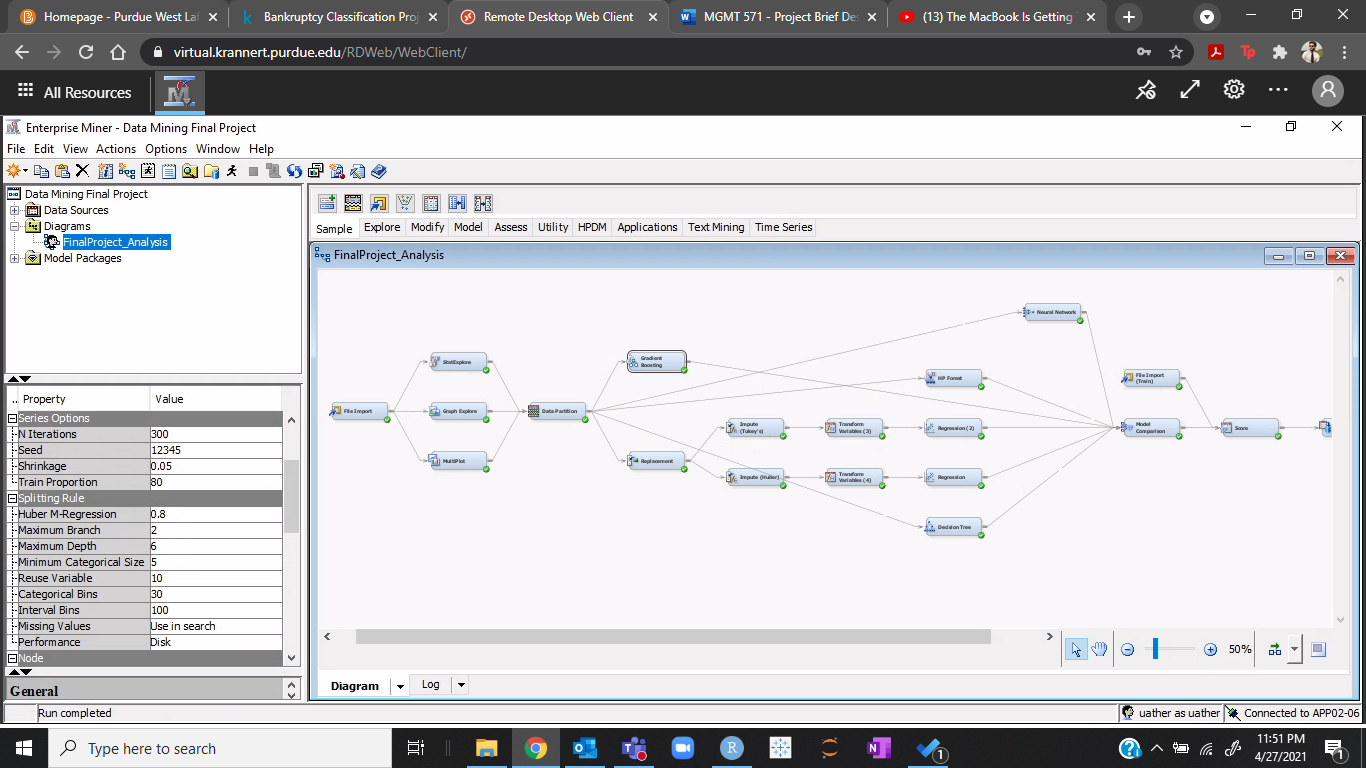 Homepage - Purdue West Laf
Bankruptcy Classification Proj
Remote Desktop Web Client
MGMT 571 - Project Brief De
(13) The MacBook Is Getting
virtual.krannert.purdue.edu/RDWeb/WebClient/
All Resources
Enterprise Miner - Data Mining Final Project
File Edit View Actions Options Window Help
Data Mining Final Project
Data Sources
Diagrams
FinalProject_Analysis
Model Packages
Sample Explore Modify Model Assess Utility HPDM Applications Text Mining Time Series
FinalProject_Analysis
.. Property Value
Series Options
N Iterations 300
Seed 12345
Shrinkage 0.05
Train Proportion 80
Splitting Rule
Huber M-Regression 0.8
Maximum Branch 2
Maximum Depth 6
Minimum Categorical Size 5
Reuse Variable 10
Categorical Bins 30
Interval Bins 100
Missing Values Use in search
Performance Disk
Node
General
Neural Network
StatExplore
Gradient
Boosting
HP Forest
File Import
(Train)
File Import
Graph Explore
Data Partition
Impute
(Tukey's)
Transform
Variables (3)
Regression (2)
Model
Comparison
Score
MultiPlot
Replacement
Impute (Huber)
Transform
Variables (4)
Regression
Decision Tree
50%
Diagram Log
Run completed
uather as uather
Connected to APP02-06
Type here to search
1
11:51 PM
4/27/2021
1